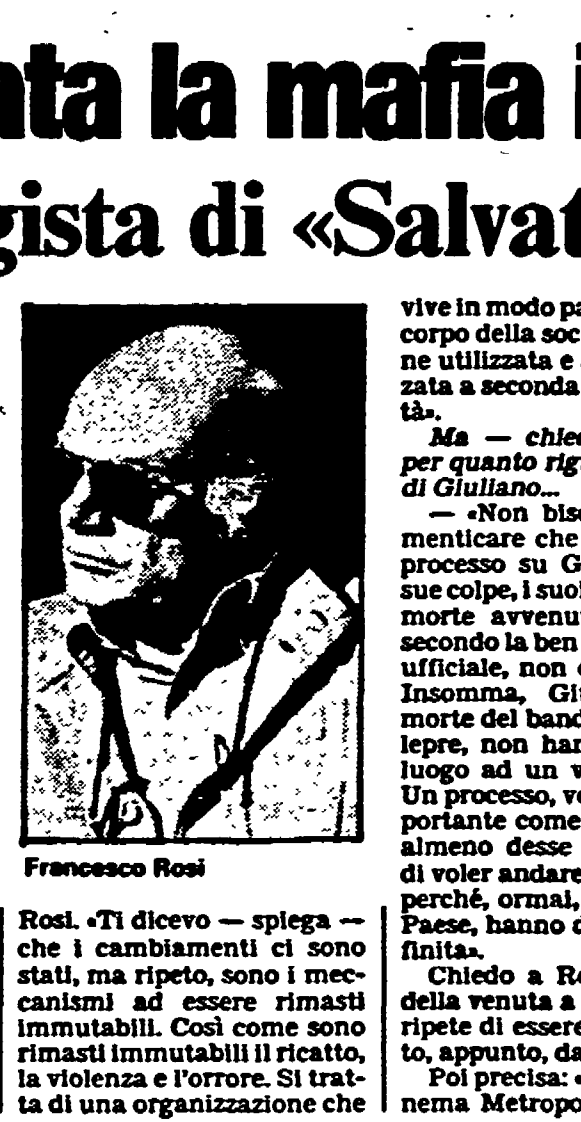 ta la mafia
gista di «Salvat
Francesco Rosi
Rosi. «Ti dicevo — spiega —
che i cambiamenti ci sono
stati, ma ripeto, sono i mec-
canismi ad essere rimasti
immutabili. Così come sono
rimasti immutabili il ricatto,
la violenza e l'orrore. Si trat-
ta di una organizzazione che
vive in modo pa
corpo della soc
ne utilizzata e
zata a seconda
tà».
Ma — chied
per quanto rig
di Giuliano...
— «Non biso
menticare che
processo su G
sue colpe, i suoi
morte avvenu
secondo la ben
ufficiale, non
Insomma, Giu
morte del band
lepre, non han
luogo ad un v
Un processo, ve
portante come
almeno desse
di voler andare
perché, ormai,
Paese, hanno d
finita».
Chiedo a Ro
della venuta a
ripete di essere
to, appunto, da
Poi precisa: «
nema Metropo